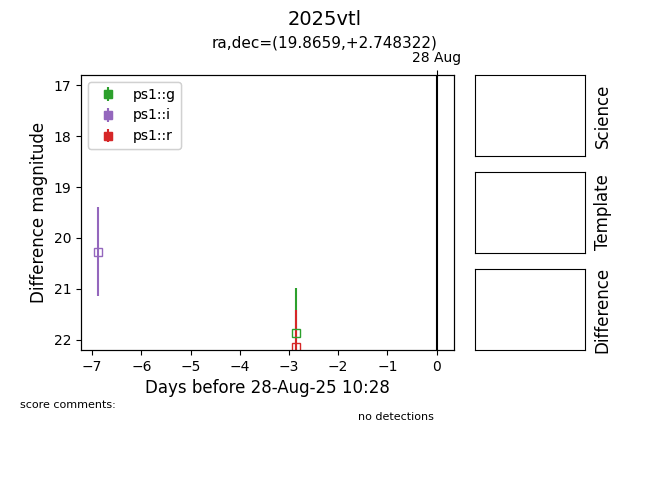 2025vtl
ra,dec=(19.8659,+2.748322)
28 Aug
ps1::g
ps1::i
ps1::r
17
18
19
20
21
22
Difference magnitude
−7
−6
−5
−4
−3
−2
−1
0
Days before 28-Aug-25 10:28
Science
Template
Difference
score comments:
no detections